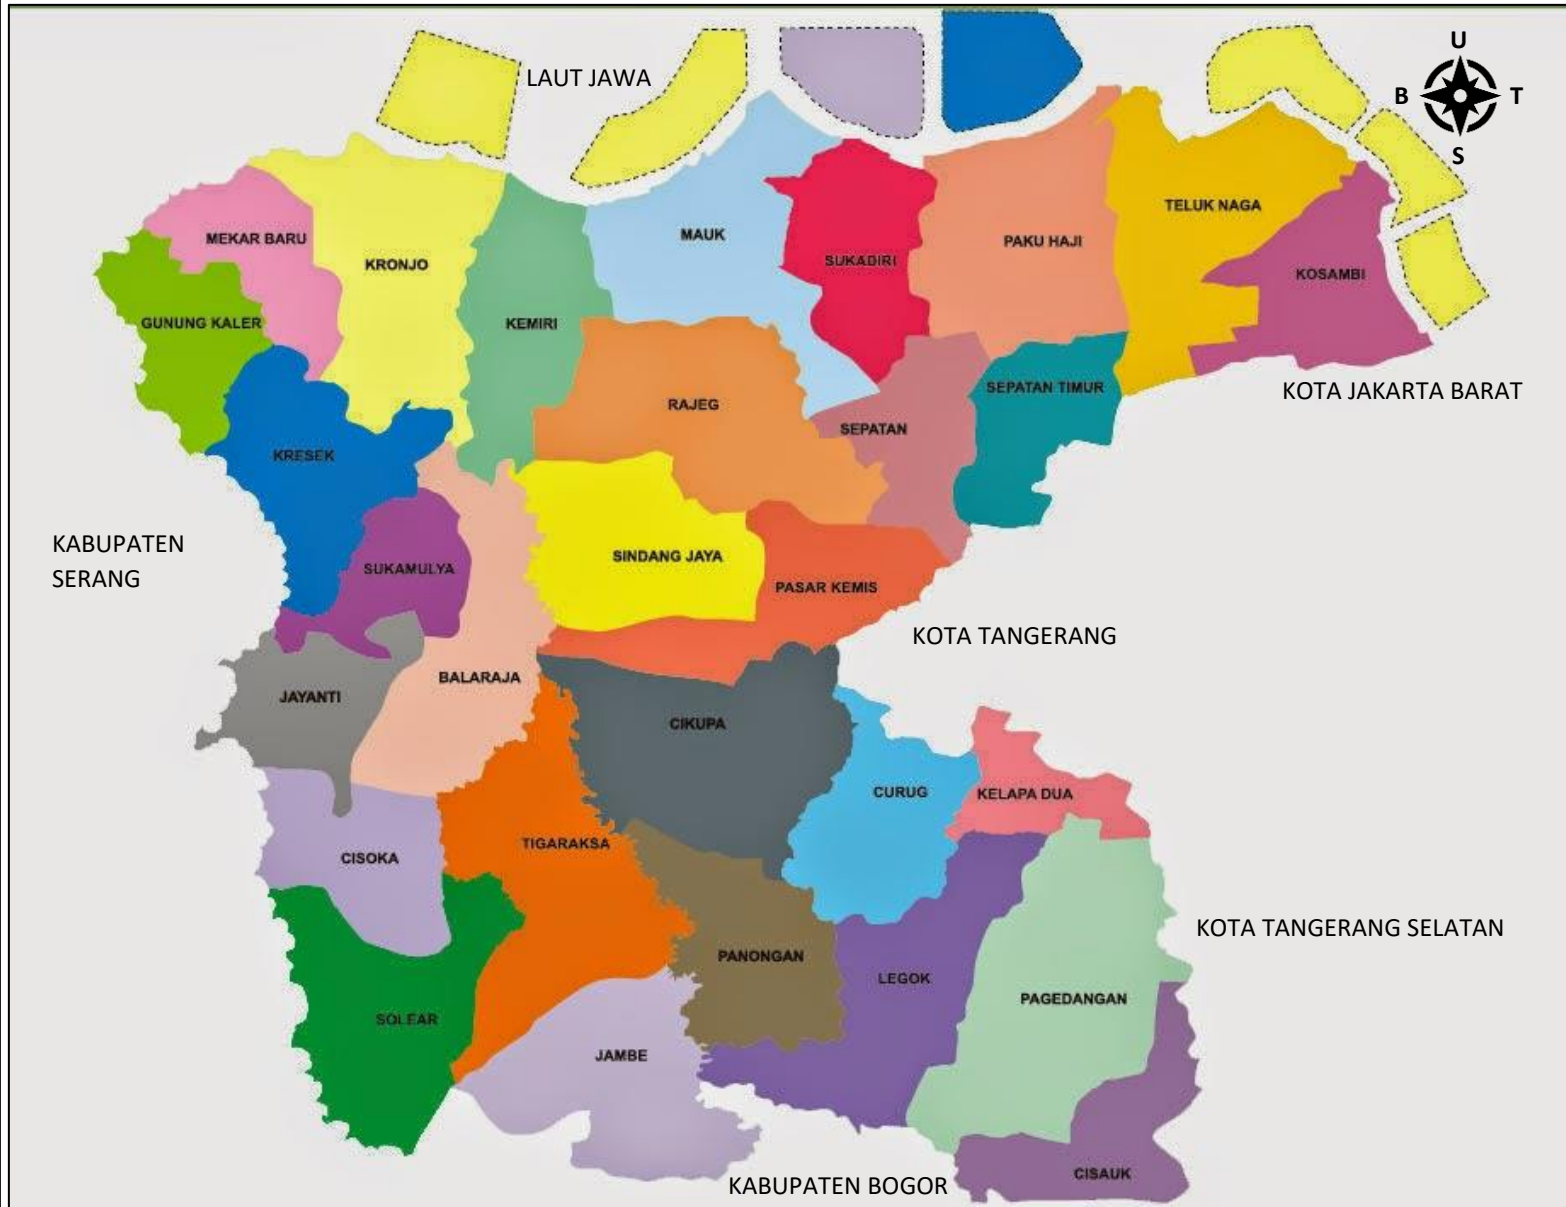 U
B
T
S
LAUT JAWA
MEKAR BARU
KRONJO
GUNUNG KALER
KEMIRI
MAUK
SUKADIRI
PAKU HAJI
TELUK NAGA
KOSAMBI
KRESEK
RAJEG
SEPATAN
SEPATAN TIMUR
KOTA JAKARTA BARAT
KABUPATEN
SERANG
SUKAMULYA
SINDANG JAYA
PASAR KEMIS
KOTA TANGERANG
JAYANTI
BALARAJA
CIKUPA
CURUG
KELAPA DUA
CISOKA
TIGARAKSA
KOTA TANGERANG SELATAN
SOLEAR
PANONGAN
LEGOK
PAGEDANGAN
JAMBE
KABUPATEN BOGOR
CISAUK